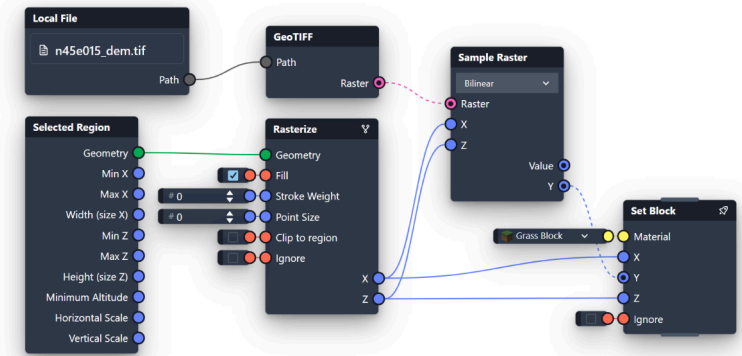 Local File
n45e015_dem.tif
Path
GeoTIFF
Path
Raster
Sample Raster
Bilinear
Raster
X
Z
Value
Y
Selected Region
Geometry
Min X
Max X
Width (size X)
Min Z
Max Z
Height (size Z)
Minimum Altitude
Horizontal Scale
Vertical Scale
Rasterize
Geometry
Fill
# 0
Stroke Weight
# 0
Point Size
Clip to region
Ignore
X
Z
Set Block
Grass Block
Material
X
Y
Z
Ignore